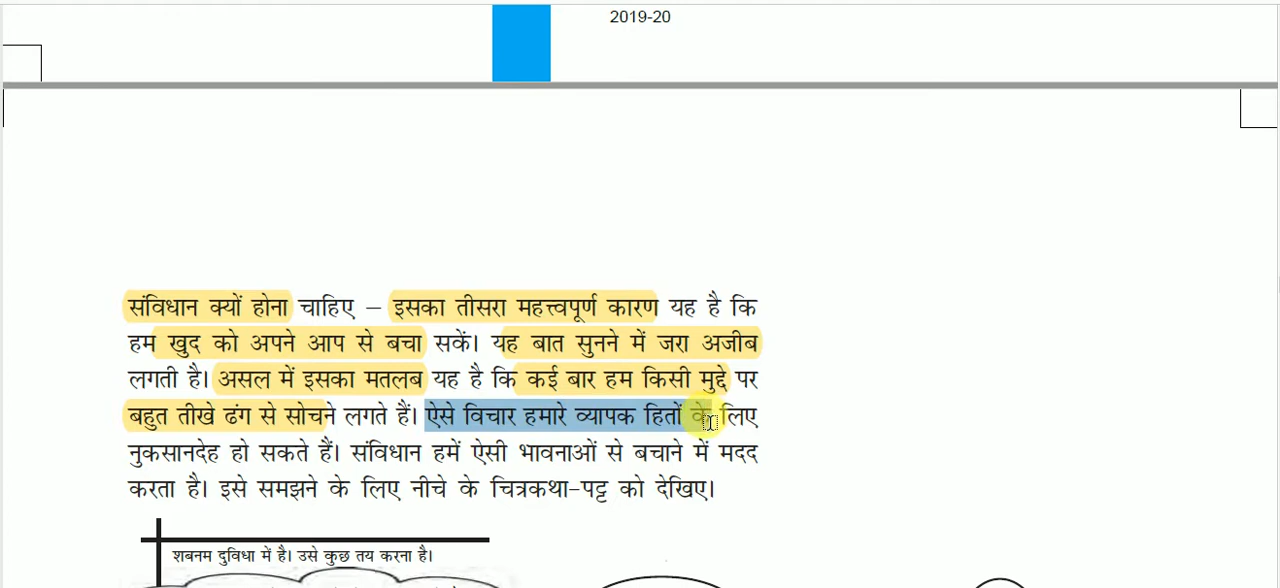 2019-20
संविधान क्यों होना चाहिए – इसका तीसरा महत्त्वपूर्ण कारण यह है कि
हम खुद को अपने आप से बचा सकें। यह बात सुनने में जरा अजीब
लगती है। असल में इसका मतलब यह है कि कई बार हम किसी मुद्दे पर
बहुत तीखे ढंग से सोचने लगते हैं। ऐसे विचार हमारे व्यापक हितों के लिए
नुकसानदेह हो सकते हैं। संविधान हमें ऐसी भावनाओं से बचाने में मदद
करता है। इसे समझने के लिए नीचे के चित्रकथा-पट्ट को देखिए।
शबनम दुविधा में है। उसे कुछ तय करना है।